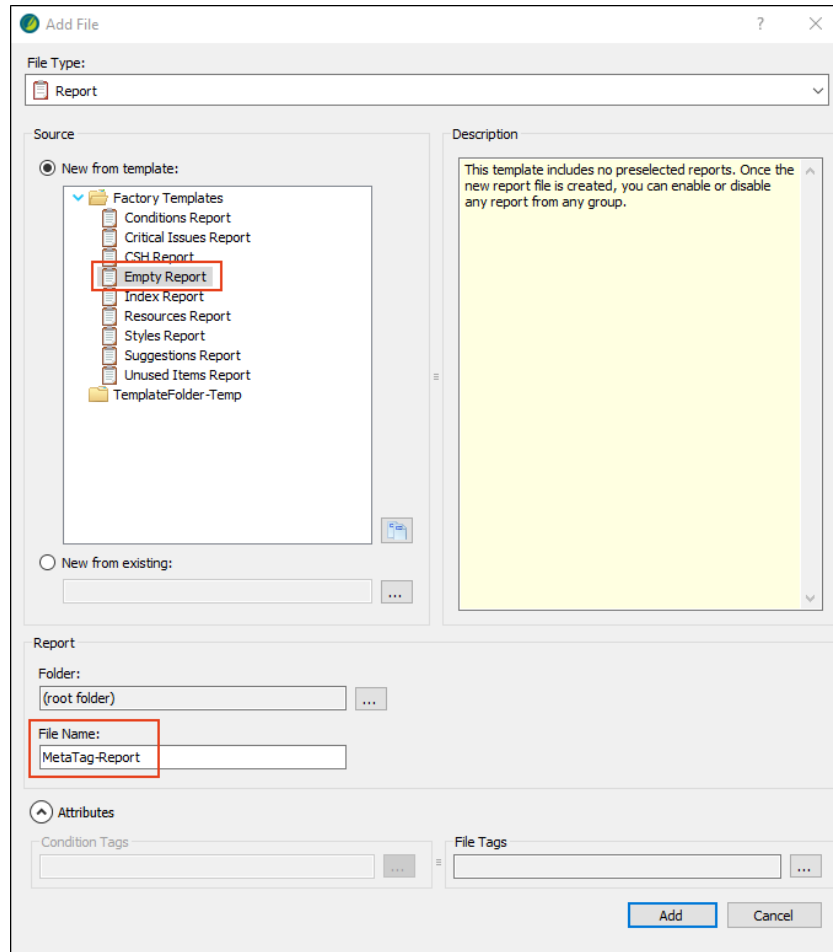 Add File
?
File Type:
Report
Source
New from template:
Factory Templates
Conditions Report
Critical Issues Report
CSH Report
Empty Report
Index Report
Resources Report
Styles Report
Suggestions Report
Unused Items Report
TemplateFolder-Temp
New from existing:
...
Description
This template includes no preselected reports. Once the
new report file is created, you can enable or disable
any report from any group.
Report
Folder:
(root folder)
...
File Name:
MetaTag-Report
Attributes
Condition Tags
...
File Tags
...
Add
Cancel